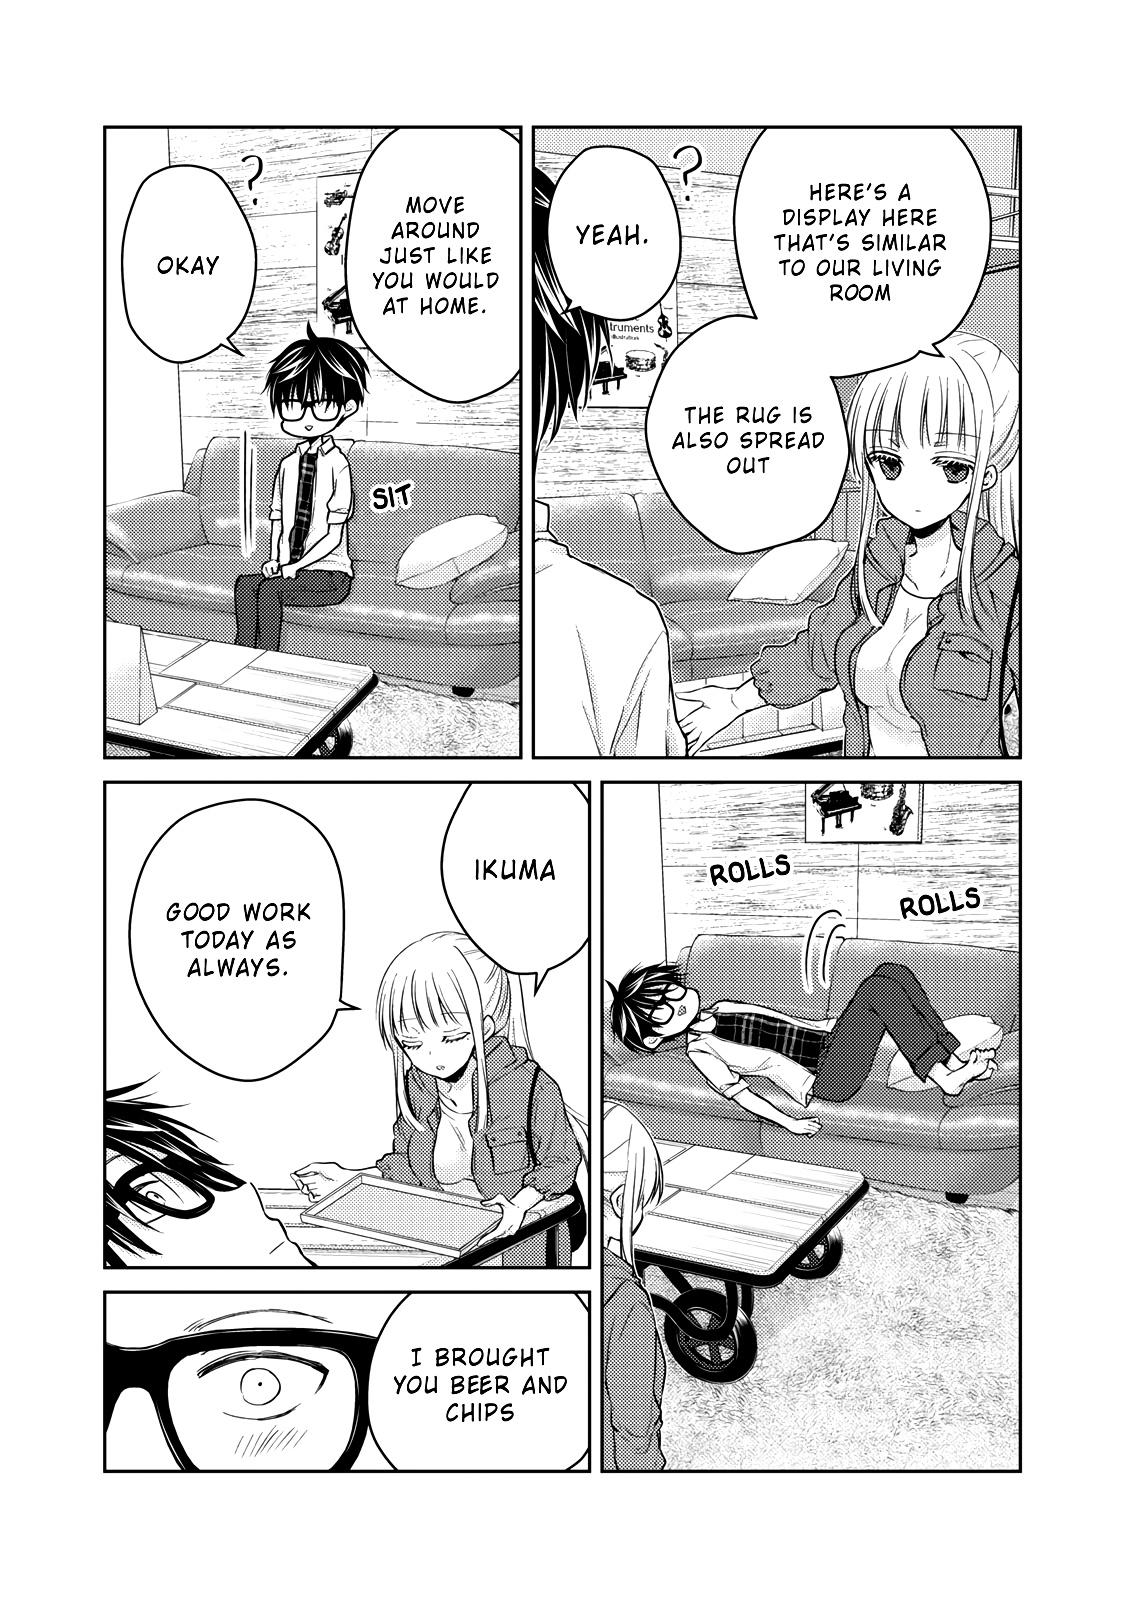 HERE'S A
DISPLAY HERE
THAT'S SIMILAR
TO OUR LIVING
ROOM
THE RUG IS
ALSO SPREAD
OUT
?
YEAH.
truments
MOVE
AROUND
JUST LIKE
YOU WOULD
AT HOME.
?
OKAY
SIT
ROLLS
ROLLS
IKUMA
GOOD WORK
TODAY AS
ALWAYS.
I BROUGHT
YOU BEER AND
CHIPS